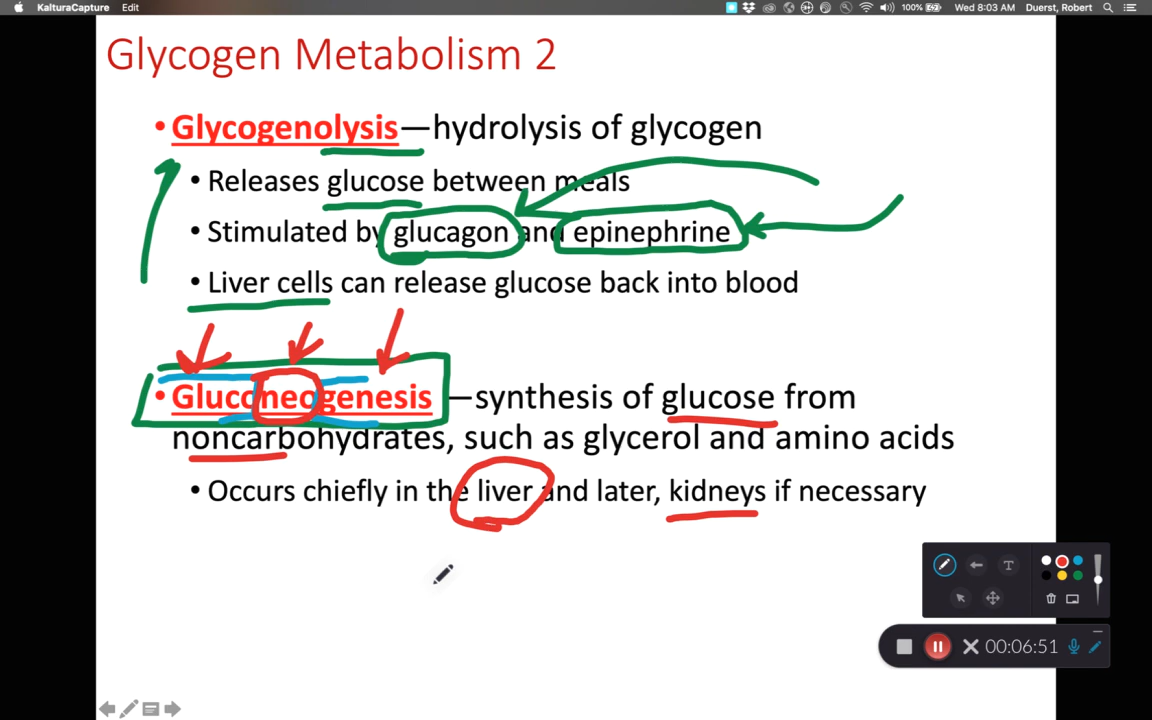 KalturaCapture Edit 100% Wed 8:03 AM Duerst, Robert
Glycogen Metabolism 2
• Glycogenolysis—hydrolysis of glycogen
• Releases glucose between meals
• Stimulated by glucagon and epinephrine
• Liver cells can release glucose back into blood
• Gluconeogenesis—synthesis of glucose from
noncarbohydrates, such as glycerol and amino acids
• Occurs chiefly in the liver and later, kidneys if necessary
T
00:06:51